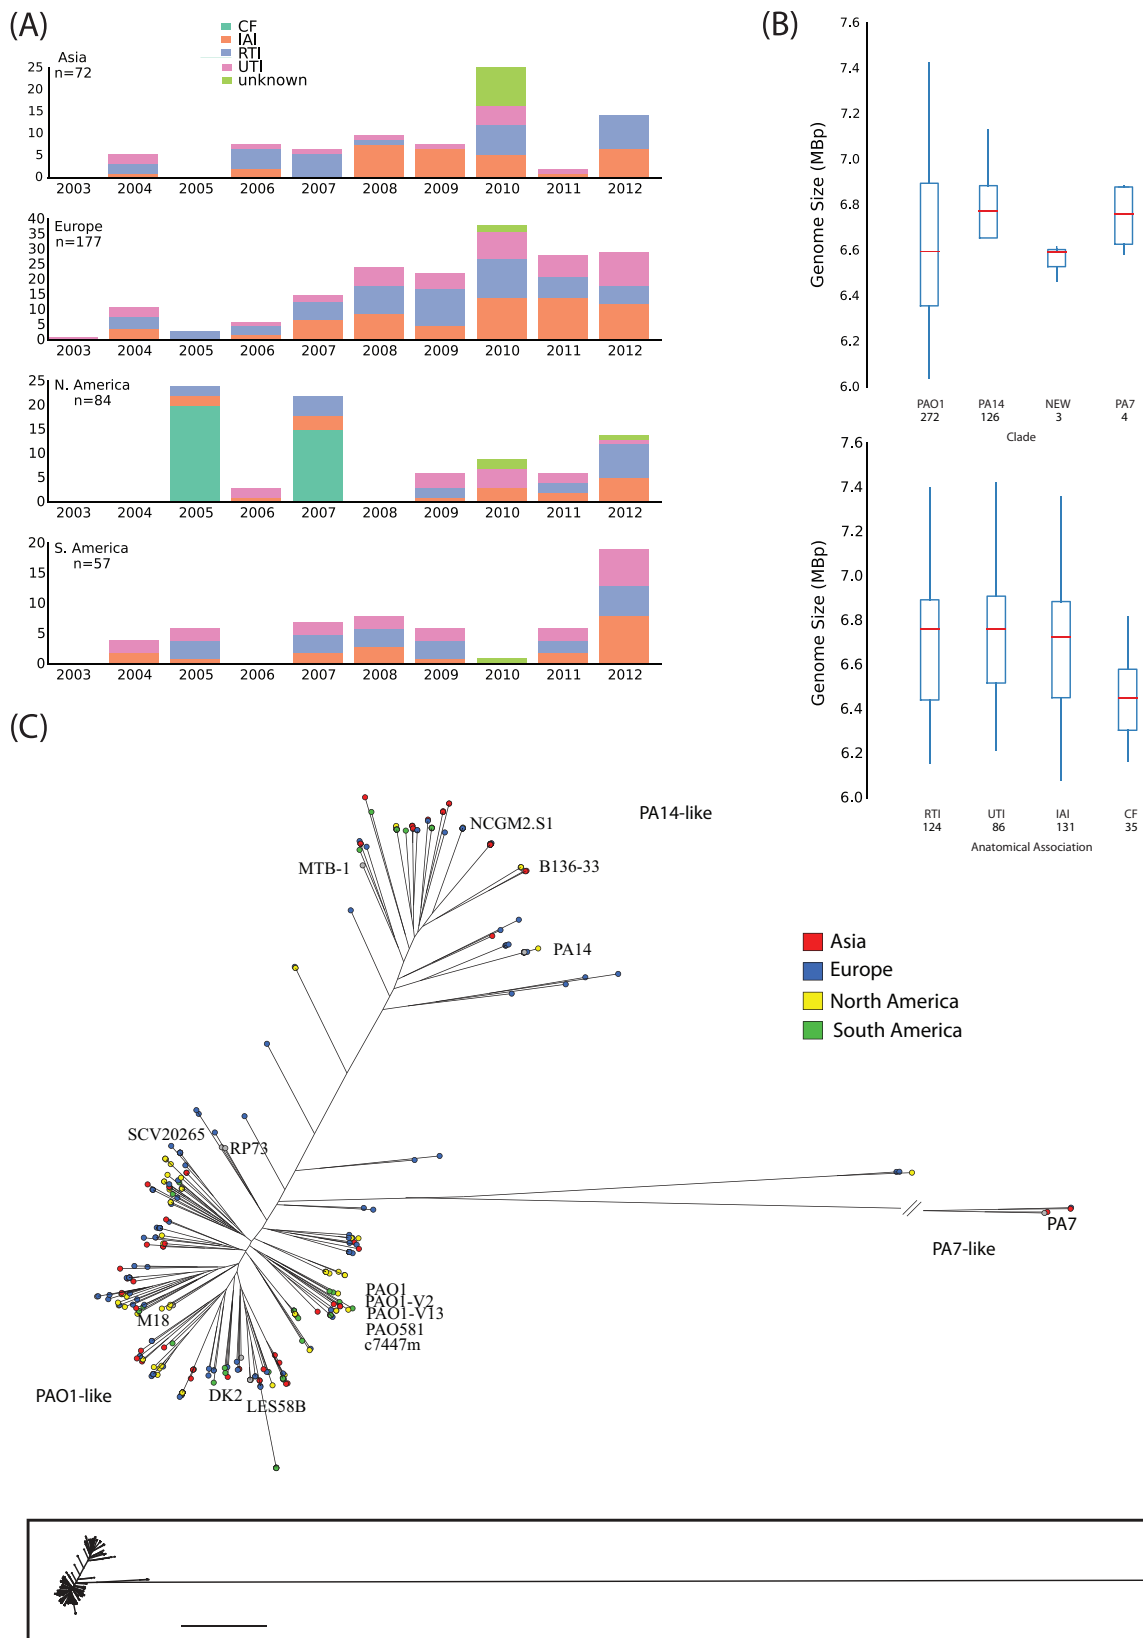 (A)
CF
IAI
RTI
UTI
unknown
Asia
n=72
25
20
15
10
5
0
2003 2004 2005 2006 2007 2008 2009 2010 2011 2012
Europe
n=177
40
35
30
25
20
15
10
5
0
2003 2004 2005 2006 2007 2008 2009 2010 2011 2012
N. America
n=84
25
20
15
10
5
0
2003 2004 2005 2006 2007 2008 2009 2010 2011 2012
S. America
n=57
20
15
10
5
0
2003 2004 2005 2006 2007 2008 2009 2010 2011 2012
(B)
Genome Size (MBp)
7.6
7.4
7.2
7.0
6.8
6.6
6.4
6.2
6.0
PAO1 PA14 NEW PA7
272 126 3 4
Clade
Genome Size (MBp)
7.6
7.4
7.2
7.0
6.8
6.6
6.4
6.2
6.0
RTI UTI IAI CF
124 86 131 35
Anatomical Association
(C)
PA14-like
NCGM2.S1
MTB-1
B136-33
PA14
Asia
Europe
North America
South America
SCV20265
RP73
PA7
PA7-like
PAO1
PAO1-V2
PAO1-V13
PAO581
c7447m
M18
DK2
LES58B
PAO1-like